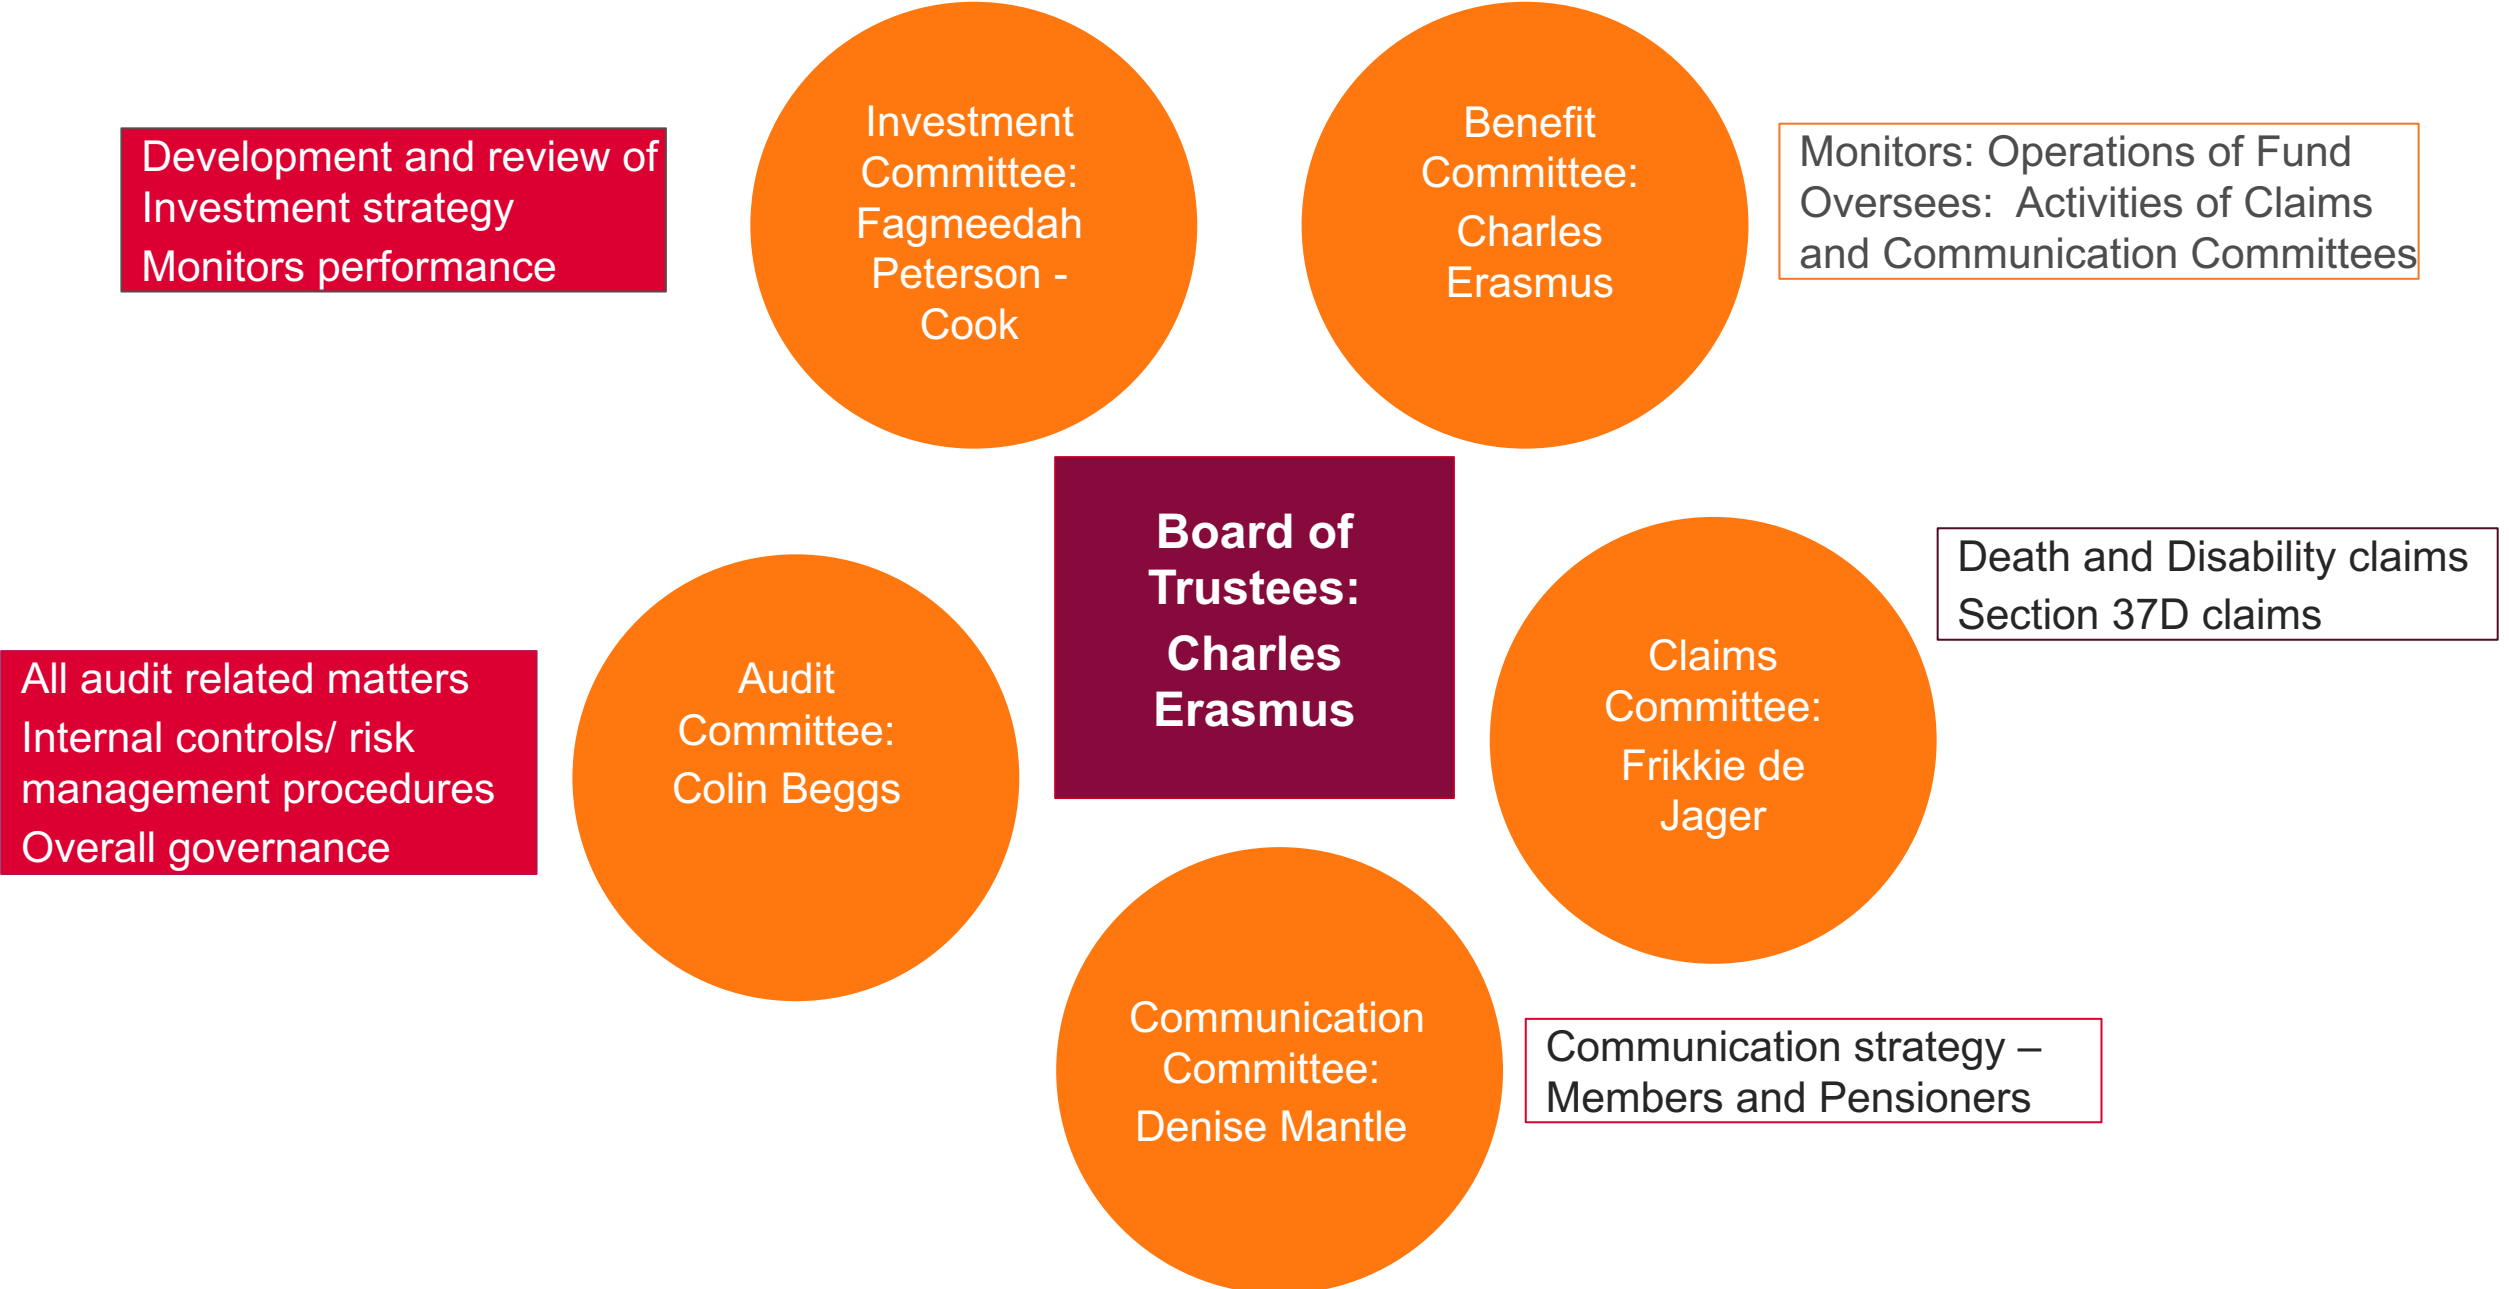 Development and review of
Investment strategy
Monitors performance
Investment
Committee:
Fagmeedah
Peterson -
Cook
Benefit
Committee:
Charles
Erasmus
Monitors: Operations of Fund
Oversees:  Activities of Claims
and Communication Committees
Board of
Trustees:
Charles
Erasmus
Death and Disability claims
Section 37D claims
Claims
Committee:
Frikkie de
Jager
All audit related matters
Internal controls/ risk
management procedures
Overall governance
Audit
Committee:
Colin Beggs
Communication
Committee:
Denise Mantle
Communication strategy –
Members and Pensioners